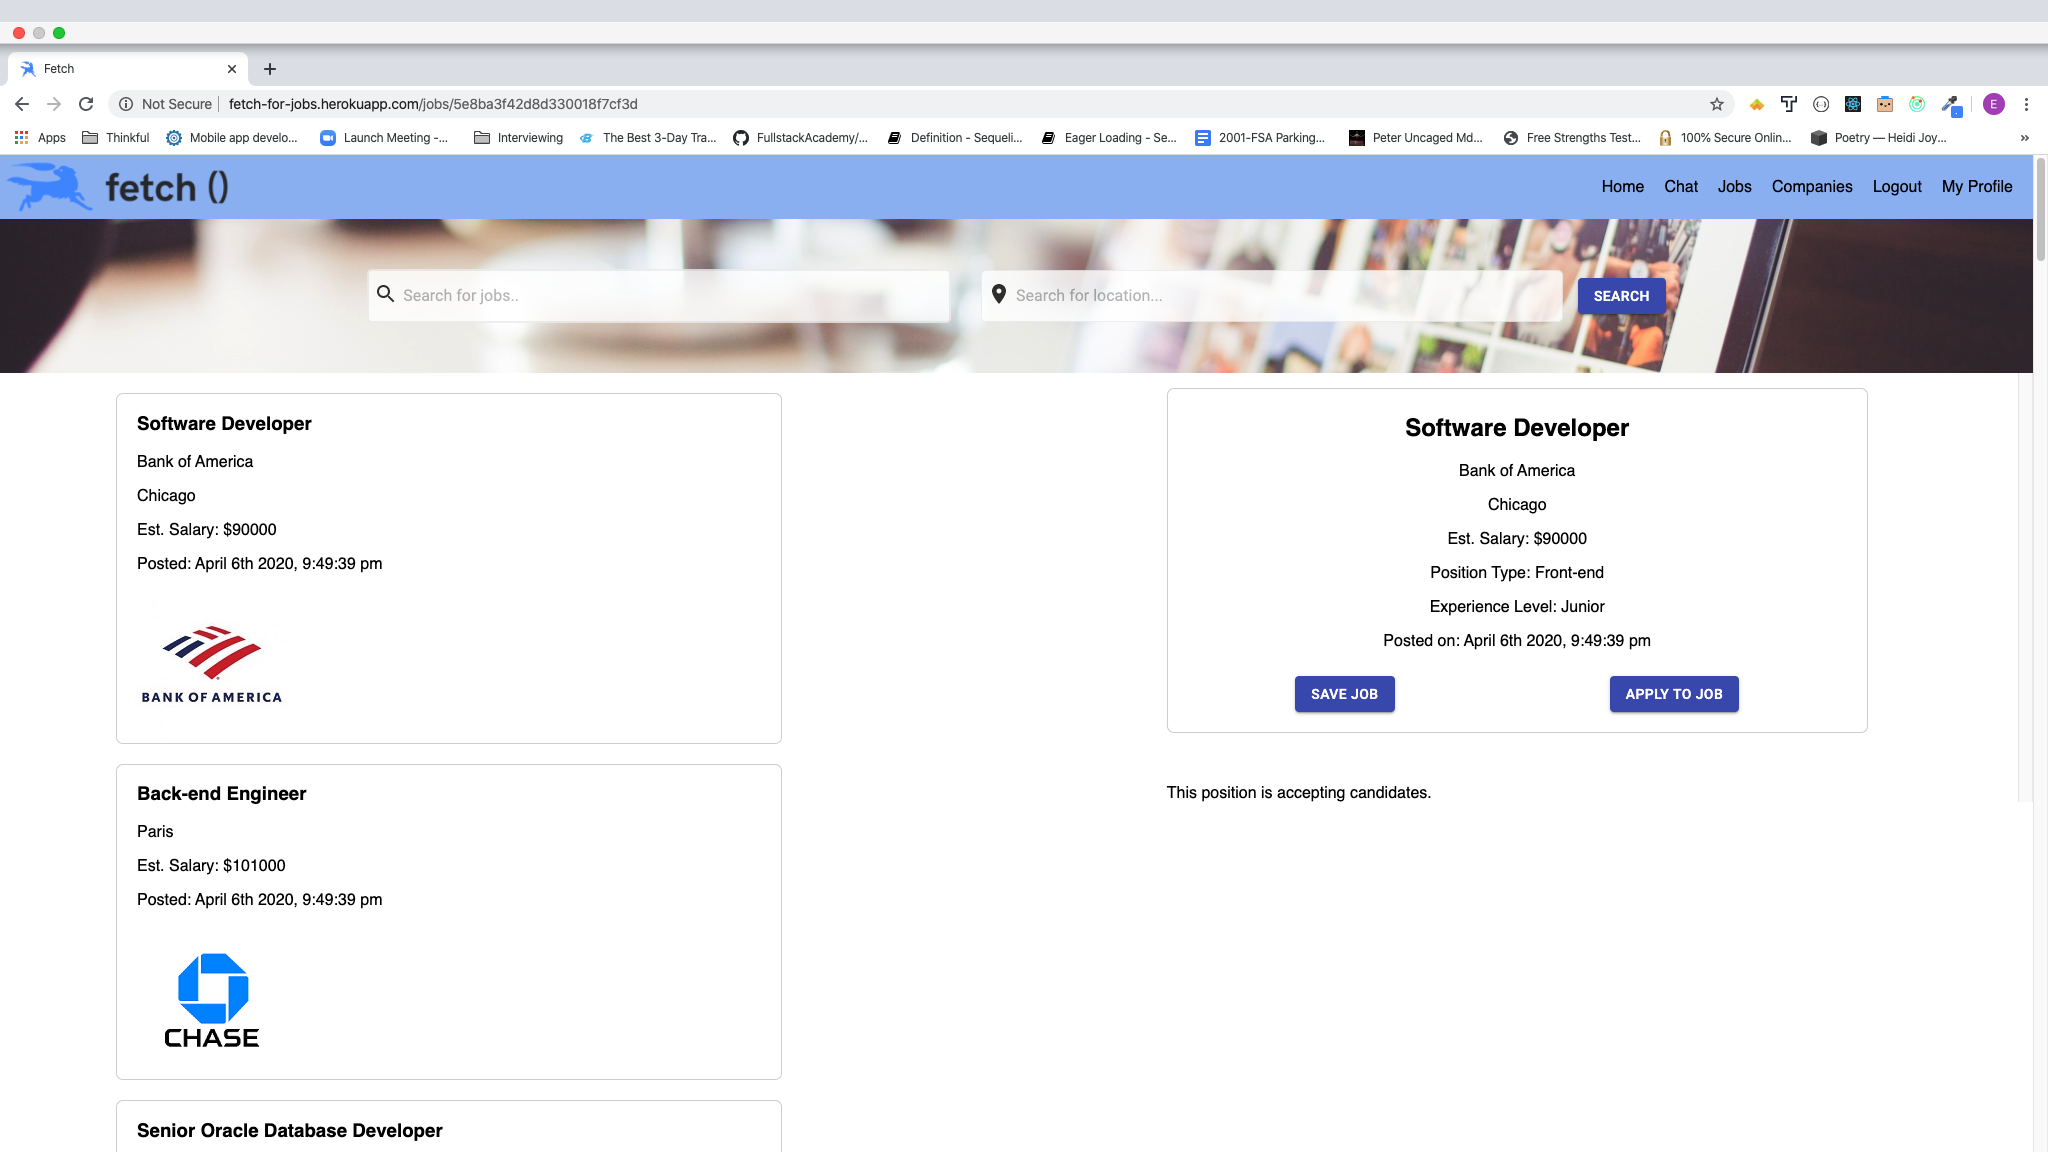 Fetch
Not Secure
fetch-for-jobs.herokuapp.com/jobs/5e8ba3f42d8d330018f7cf3d
E
Apps
Thinkful
Mobile app develo...
Launch Meeting -...
Interviewing
The Best 3-Day Tra...
FullstackAcademy/...
Definition - Sequeli...
Eager Loading - Se...
2001-FSA Parking...
Peter Uncaged Md...
Free Strengths Test...
100% Secure Onlin...
Poetry — Heidi Joy...
fetch ()
Home
Chat
Jobs
Companies
Logout
My Profile
Search for jobs..
Search for location...
SEARCH
Software Developer
Bank of America
Chicago
Est. Salary: $90000
Posted: April 6th 2020, 9:49:39 pm
BANK OF AMERICA
Back-end Engineer
Paris
Est. Salary: $101000
Posted: April 6th 2020, 9:49:39 pm
CHASE
Senior Oracle Database Developer
Software Developer
Bank of America
Chicago
Est. Salary: $90000
Position Type: Front-end
Experience Level: Junior
Posted on: April 6th 2020, 9:49:39 pm
SAVE JOB
APPLY TO JOB
This position is accepting candidates.